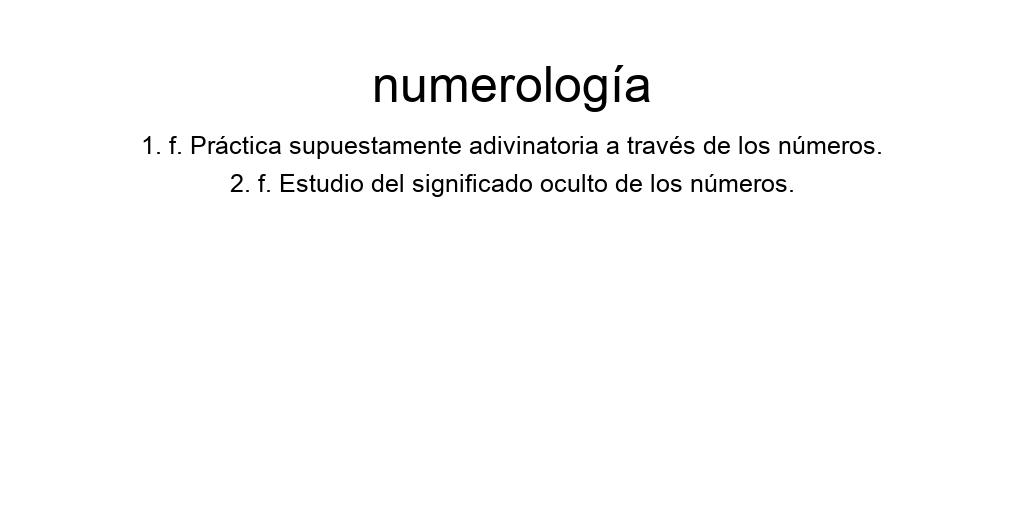 numerología
1. f. Práctica supuestamente adivinatoria a través de los números.
2. f. Estudio del significado oculto de los números.